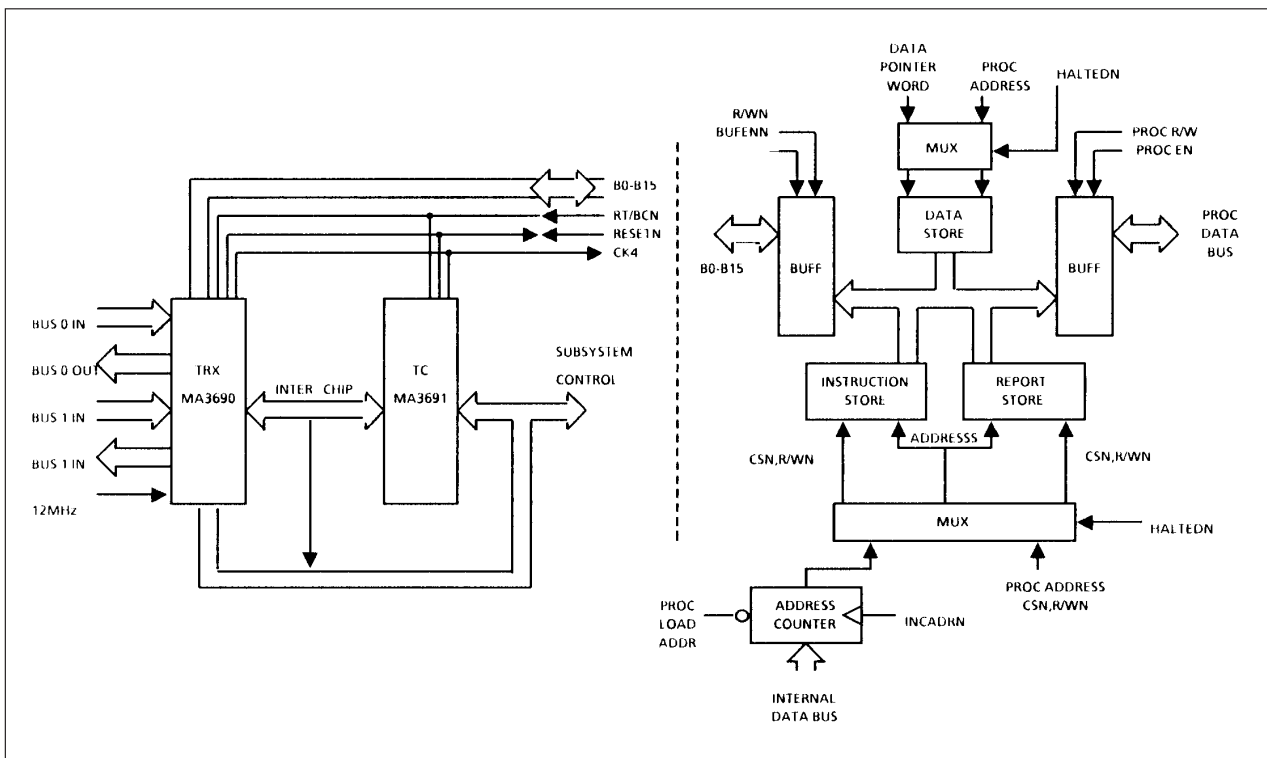 B0-B15
RT/BCN
RESE1N
CK4
BUS 0 IN
BUS 0 OUT
BUS 1 IN
BUS 1 IN
12MHz
TRX
MA3690
INTER CHIP
TC
MA3691
SUBSYSTEM
CONTROL
DATA
POINTER
WORD
PROC
ADDRESS
HALTEDN
R/WN
BUFENN
MUX
PROC R/W
PROC EN
B0-B15
BUFF
DATA
STORE
BUFF
PROC
DATA
BUS
INSTRUCTION
STORE
REPORT
STORE
ADDRESSS
CSN,R/WN
CSN,R/WN
MUX
HALTEDN
PROC ADDRESS
CSN,R/WN
PROC
LOAD
ADDR
ADDRESS
COUNTER
INCADRN
INTERNAL
DATA BUS